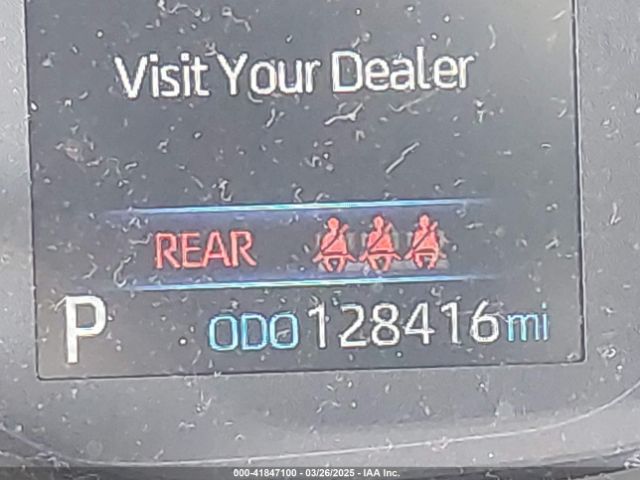 Visit Your Dealer
REAR
P ODO 128416 mi
000-41847100 - 03/26/2025 - IAA Inc.